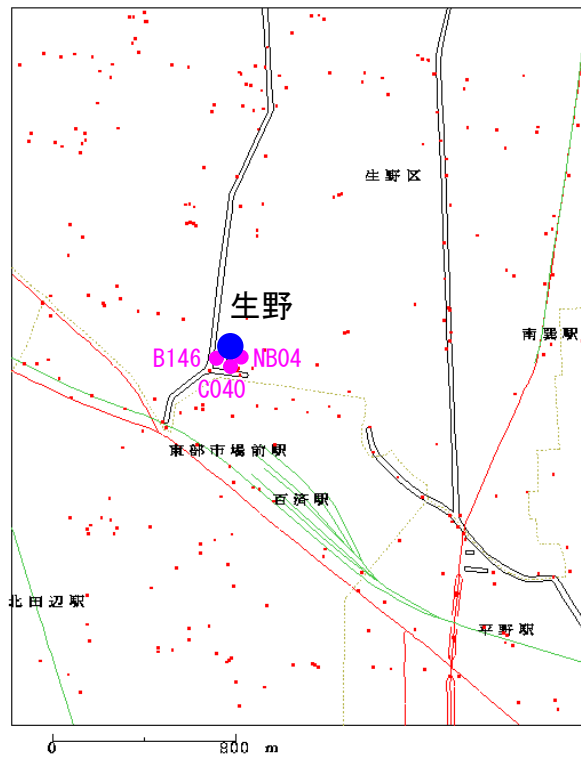 生野区
生野
南巽駅
B146
NB04
C040
東部市場前駅
百済駅
北田辺駅
平野駅
0 800 m